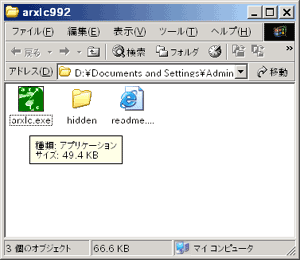 arxlc992
ファイル(F) 編集(E) 表示(V) ツール(T) ヘルプ(H)
戻る 検索 フォルダ
アドレス(D) D:¥Documents and Settings¥Admin 移動
arxlc.exe hidden readme....
種類: アプリケーション
サイズ: 49.4 KB
3 個のオブジェクト 66.6 KB マイ コンピュータ